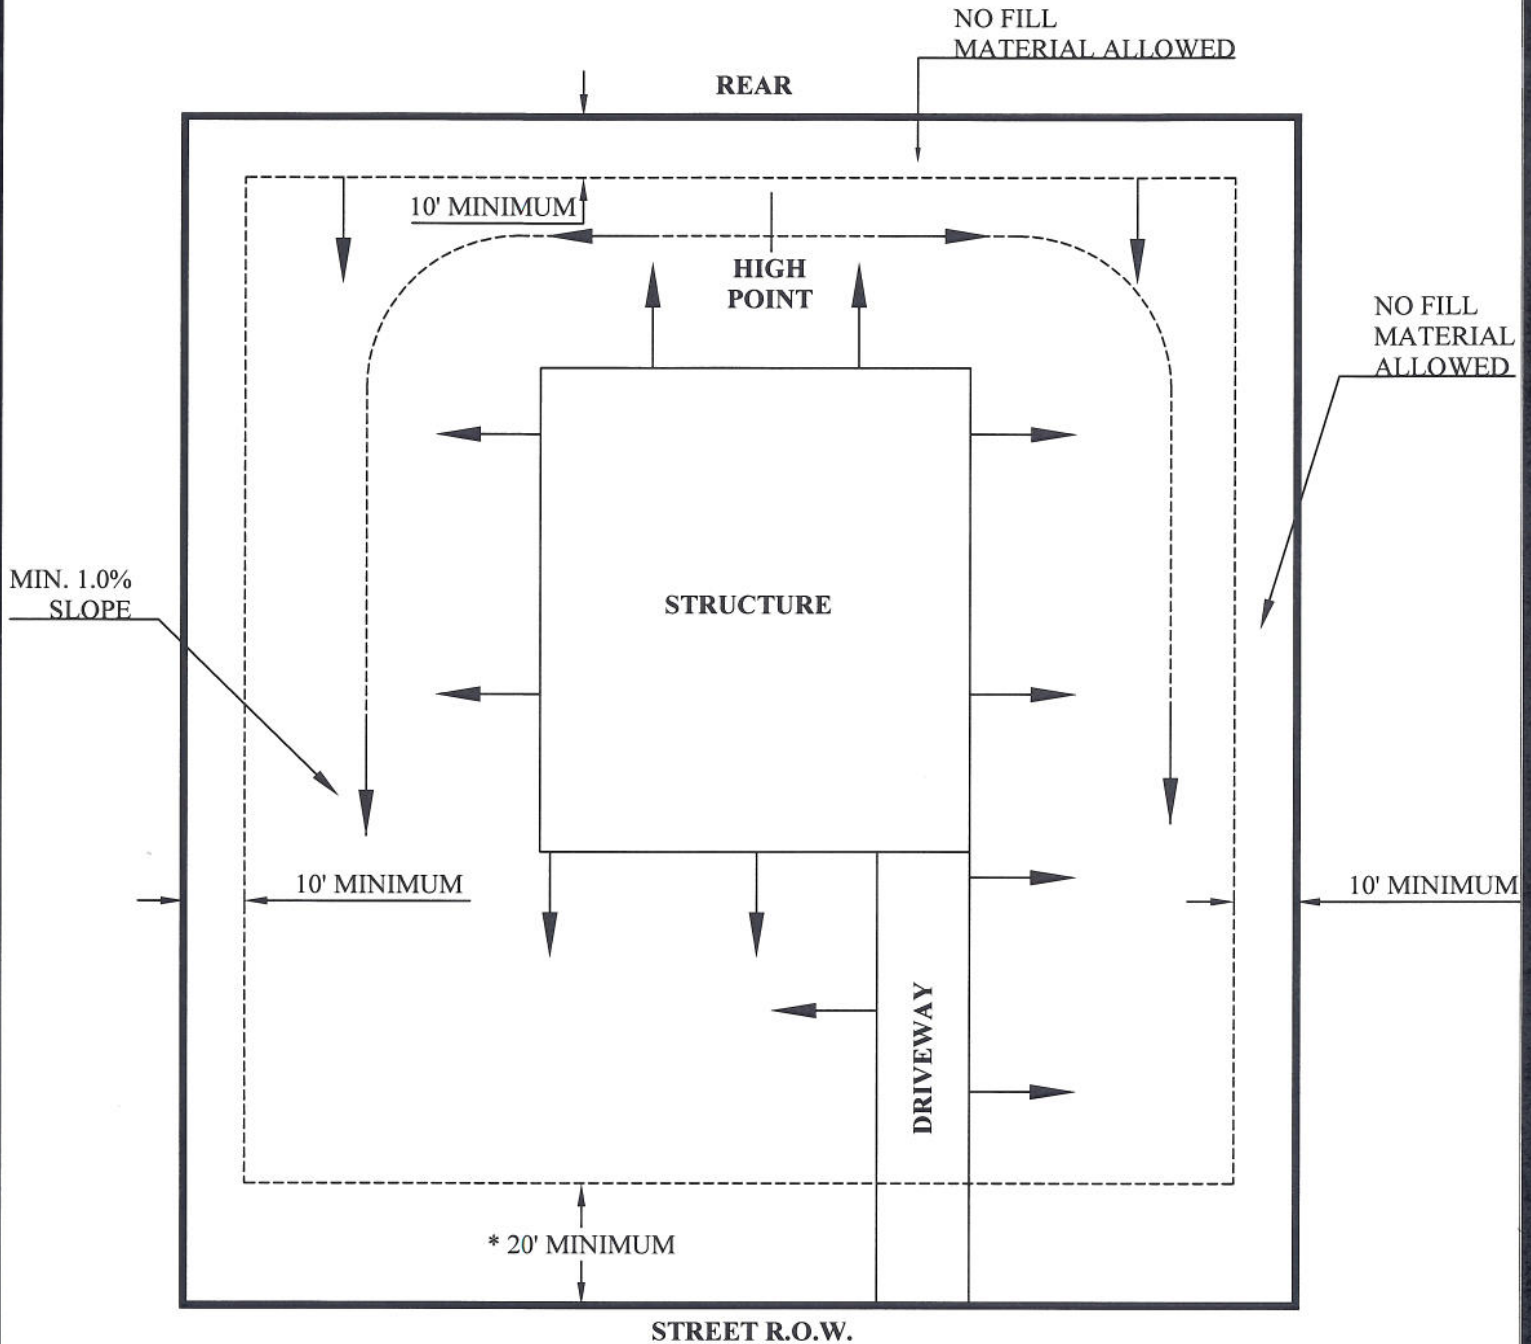 NO FILL
MATERIAL ALLOWED
REAR
10' MINIMUM
HIGH
POINT
NO FILL
MATERIAL
ALLOWED
MIN. 1.0%
SLOPE
STRUCTURE
10' MINIMUM
10' MINIMUM
DRIVEWAY
* 20' MINIMUM
STREET R.O.W.